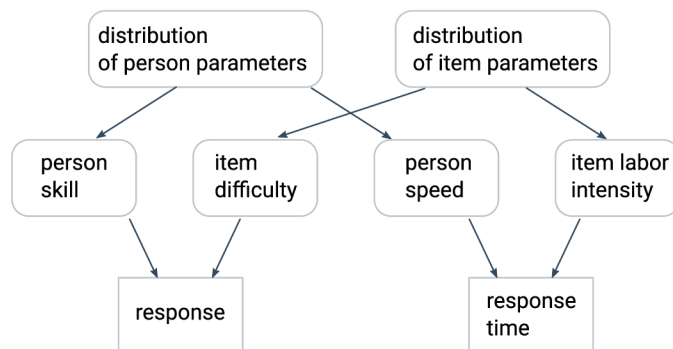 distribution
of person parameters
distribution
of item parameters
person
skill
item
difficulty
person
speed
item labor
intensity
response
response
time